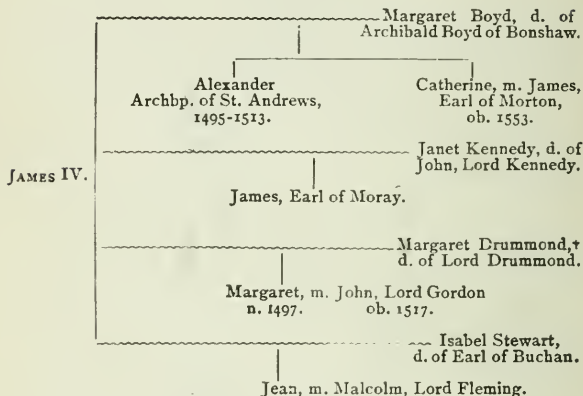 Margaret Boyd, d. of
Archibald Boyd of Bonshaw.
Alexander
Archbp. of St. Andrews,
1495-1513.
Catherine, m. James,
Earl of Morton,
ob. 1553.
Janet Kennedy, d. of
John, Lord Kennedy.
JAMES IV.
James, Earl of Moray.
Margaret Drummond,†
d. of Lord Drummond.
Margaret, m. John, Lord Gordon
n. 1497. ob. 1517.
Isabel Stewart,
d. of Earl of Buchan.
Jean, m. Malcolm, Lord Fleming.